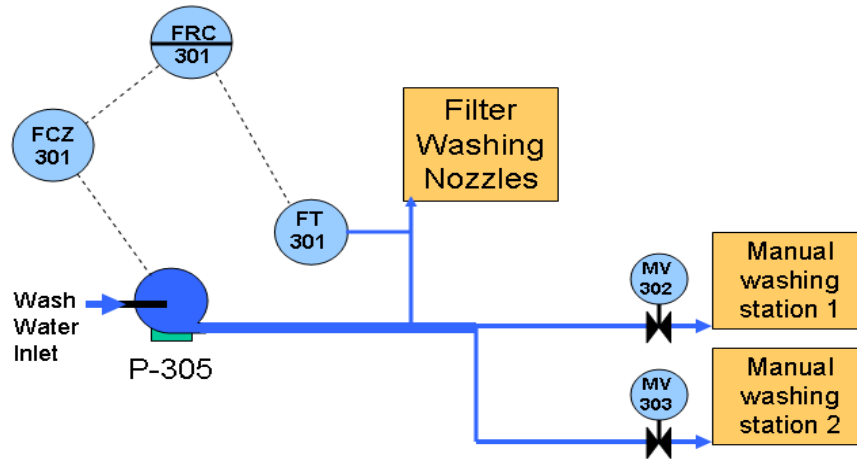 FRC
301
FCZ
301
FT
301
Filter
Washing
Nozzles
MV
302
Manual
washing
station 1
Wash
Water
Inlet
P-305
MV
303
Manual
washing
station 2